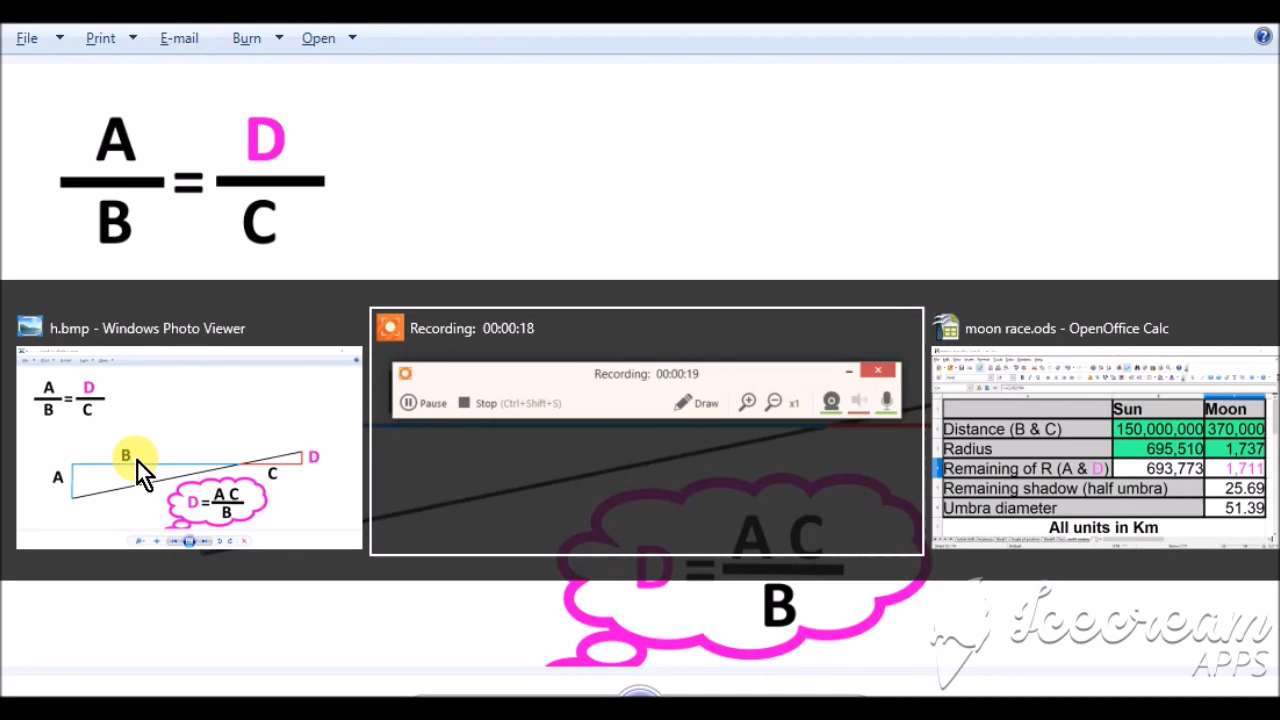 File Print E-mail Burn Open
A D
B = C
h.bmp - Windows Photo Viewer
A D
B = C
B
A C D
D = A C
B
Recording: 00:00:18
Recording: 00:00:19
Pause Stop (Ctrl+Shift+S) Draw x1
moon race.ods - OpenOffice Calc
Sun Moon
Distance (B & C) 150,000,000 370,000
Radius 695,510 1,737
Remaining of R (A & D) 693,773 1,711
Remaining shadow (half umbra) 25.69
Umbra diameter 51.39
All units in Km
D = A C
B
Icecream
APPS